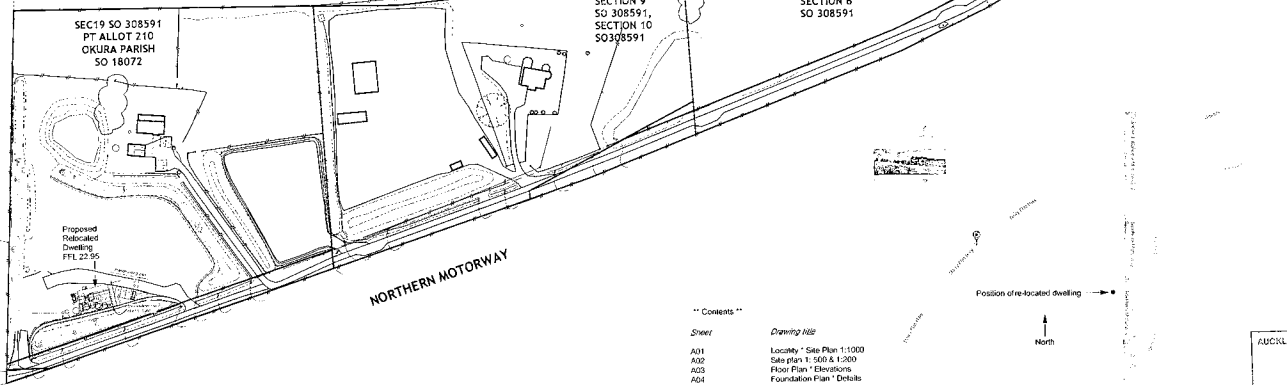 SECTION 9
SO 308591,
SECTION 10
SO308591
SECTION 8
SO 308591
SEC19 SO 308591
PT ALLOT 210
OKURA PARISH
SO 18072
Proposed
Relocated
Dwelling
FFL 22.95
NORTHERN MOTORWAY
Position of re-located dwelling
North
** Contents **
Sheet Drawing title
A01 Locality * Site Plan 1:1000
A02 Site plan 1: 500 & 1:200
A03 Floor Plan * Elevations
A04 Foundation Plan * Details
AUCKL